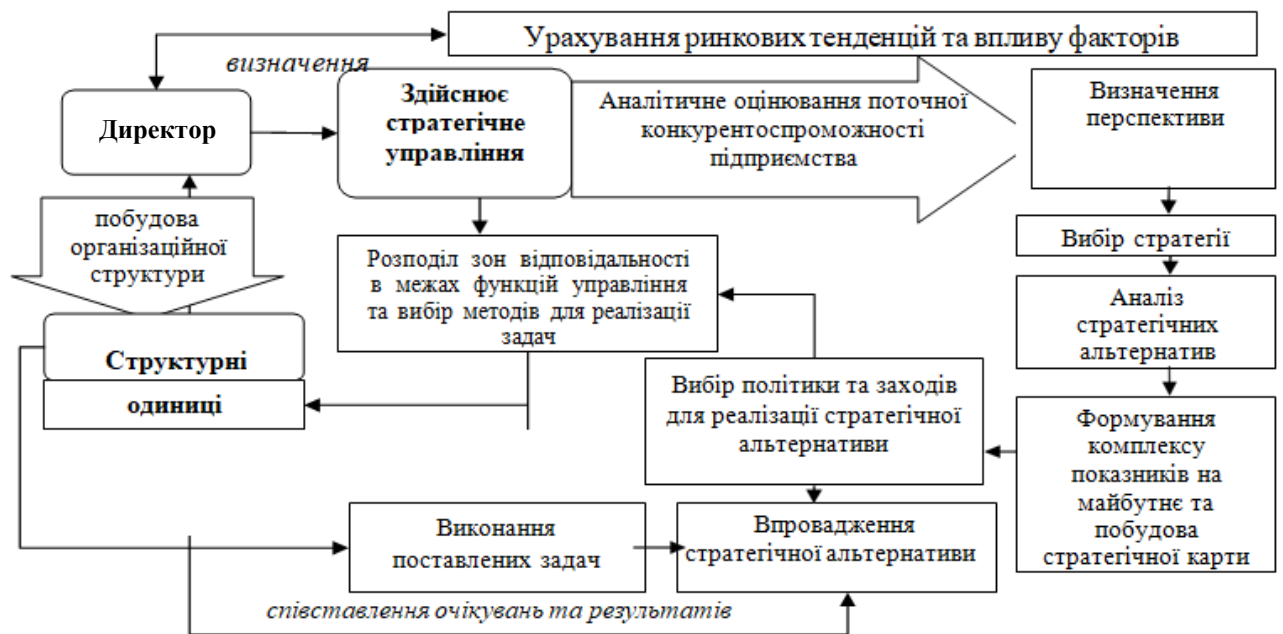 Урахування ринкових тенденцій та впливу факторів
визначення
Директор
Здійснює
стратегічне
управління
Аналітичне оцінювання поточної
конкурентоспроможності
підприємства
Визначення
перспективи
побудова
організаційної
структури
Розподіл зон відповідальності
в межах функцій управління
та вибір методів для реалізації
задач
Вибір стратегії
Аналіз
стратегічних
альтернатив
Структурні
одиниці
Вибір політики та заходів
для реалізації стратегічної
альтернативи
Формування
комплексу
показників на
майбутнє та
побудова
стратегічної карти
Виконання
поставлених задач
Впровадження
стратегічної альтернативи
співставлення очікувань та результатів